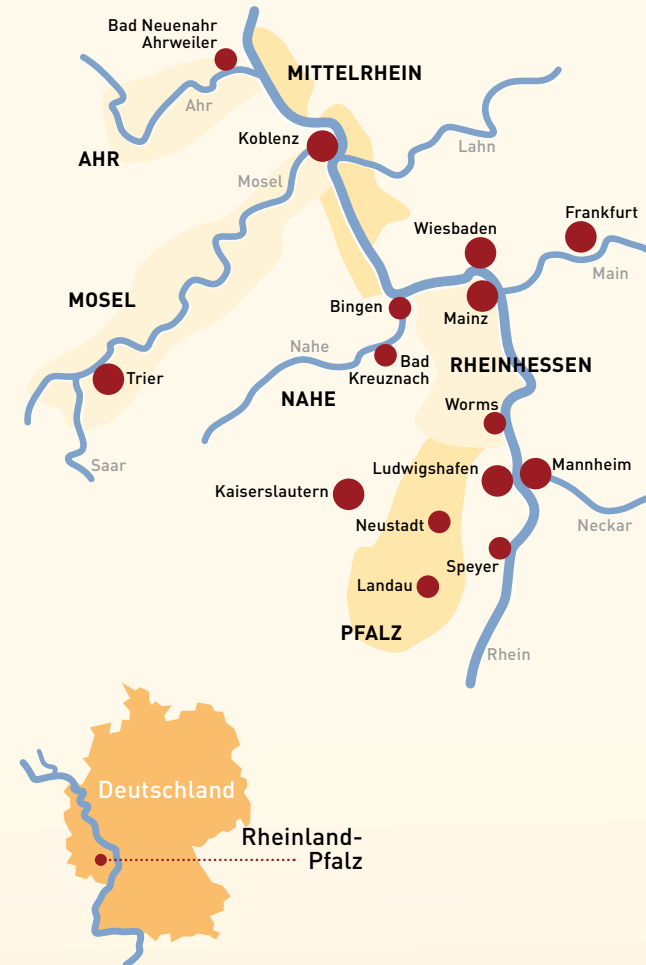 Bad Neuenahr
Ahrweiler
MITTELRHEIN
Ahr
Koblenz
Lahn
AHR
Mosel
Frankfurt
Wiesbaden
Main
MOSEL
Bingen
Mainz
Nahe
Bad
Kreuznach
RHEINHESSEN
Trier
NAHE
Worms
Saar
Ludwigshafen
Mannheim
Kaiserslautern
Neustadt
Neckar
Speyer
Landau
PFALZ
Rhein
Deutschland
Rheinland-
Pfalz